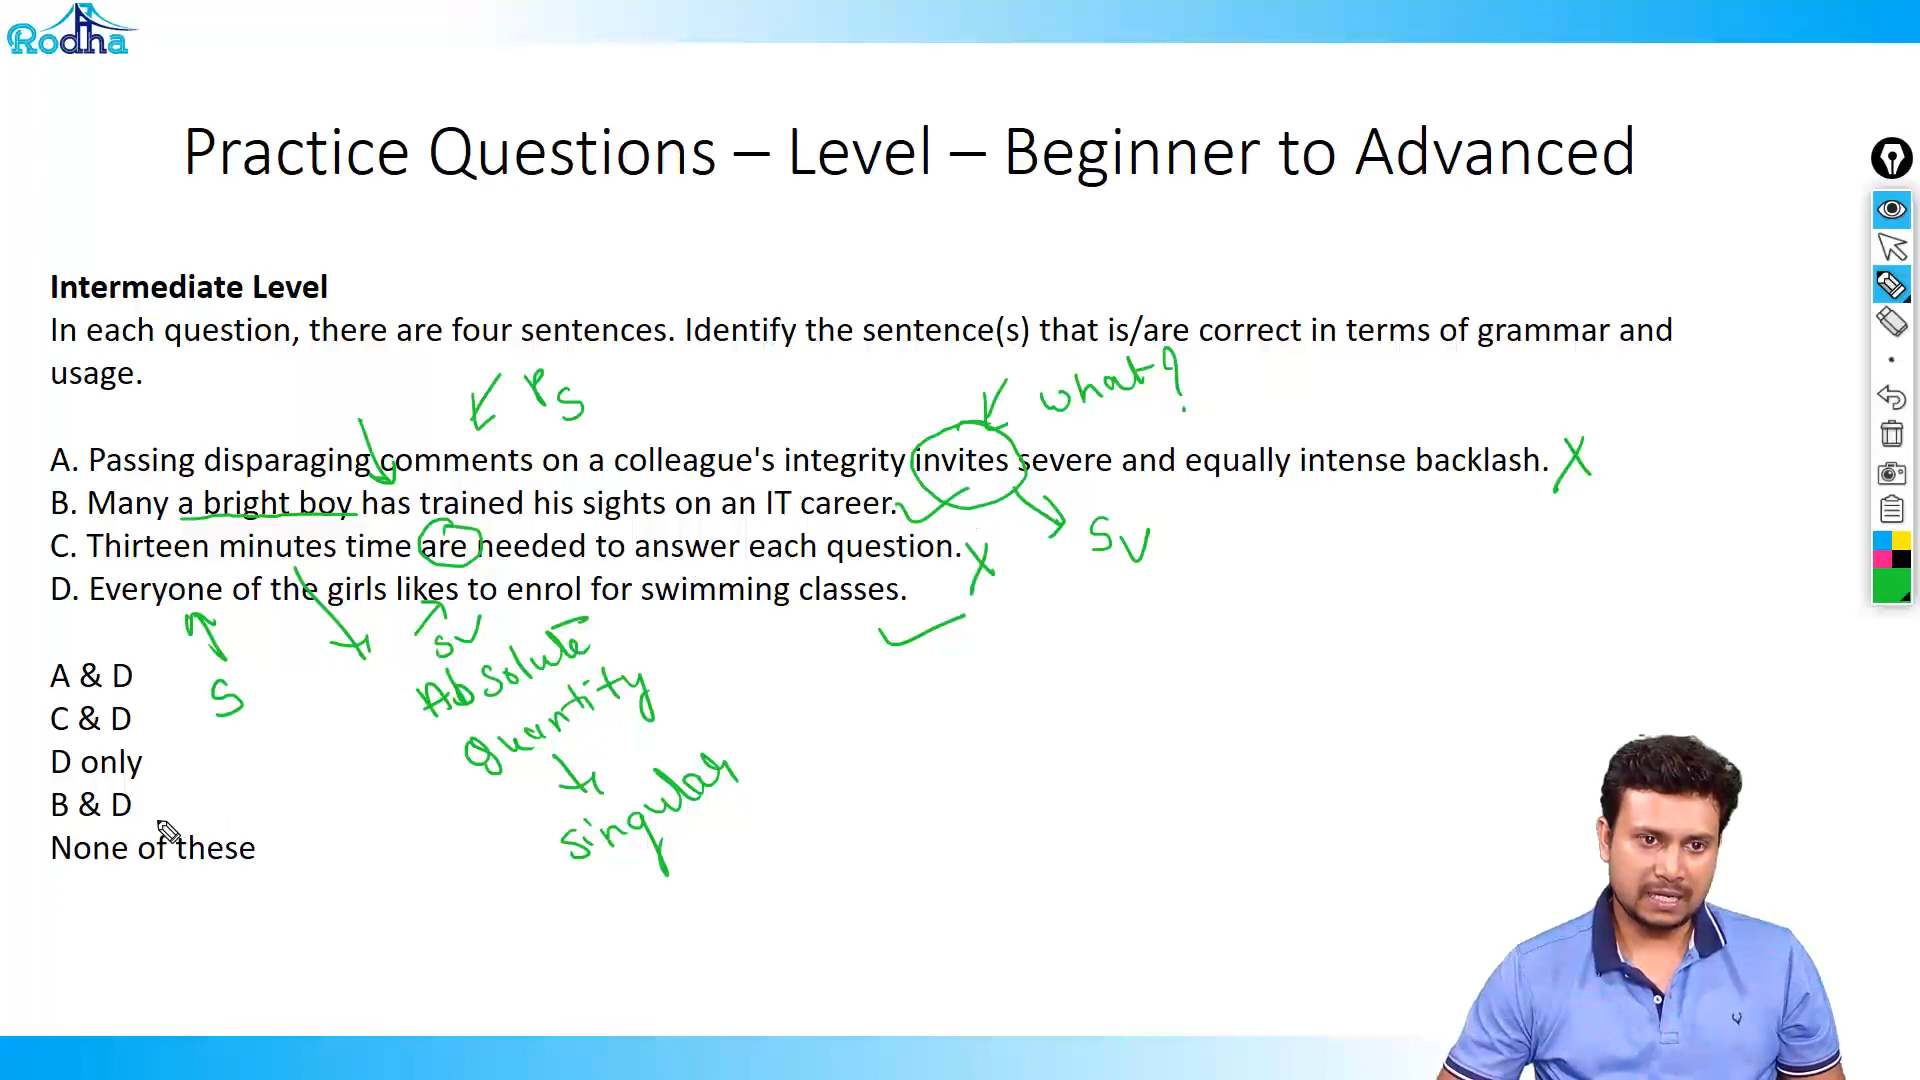 Rodha
Practice Questions – Level – Beginner to Advanced
Intermediate Level
In each question, there are four sentences. Identify the sentence(s) that is/are correct in terms of grammar and
usage.
PS
what?
A. Passing disparaging comments on a colleague's integrity invites severe and equally intense backlash. X
B. Many a bright boy has trained his sights on an IT career.
SV
C. Thirteen minutes time are needed to answer each question. X
D. Everyone of the girls likes to enrol for swimming classes.
SV
S
Absolute
quantity
singular
A & D
C & D
D only
B & D
None of these